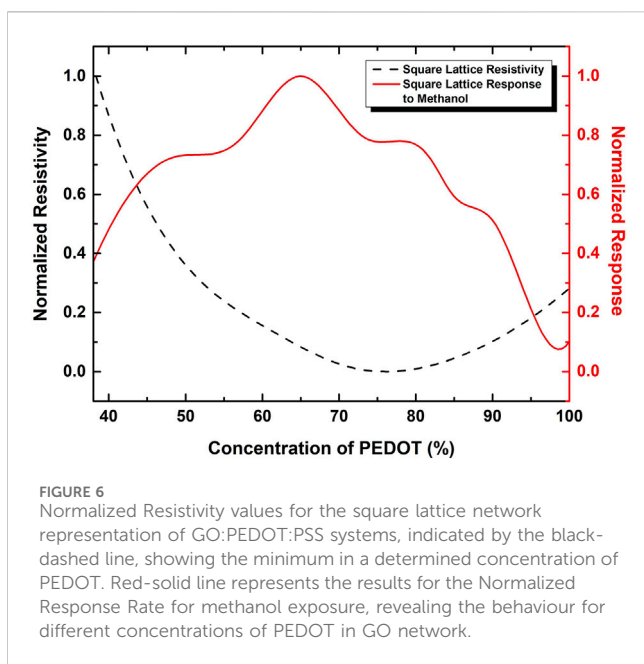 Normalized Resistivity
1.0
0.8
0.6
0.4
0.2
0.0
Square Lattice Resistivity
Square Lattice Response
to Methanol
1.0
0.8
0.6
0.4
0.2
0.0
Normalized Response
40 50 60 70 80 90 100
Concentration of PEDOT (%)
FIGURE 6
Normalized Resistivity values for the square lattice network
representation of GO:PEDOT:PSS systems, indicated by the black-
dashed line, showing the minimum in a determined concentration of
PEDOT. Red-solid line represents the results for the Normalized
Response Rate for methanol exposure, revealing the behaviour for
different concentrations of PEDOT in GO network.